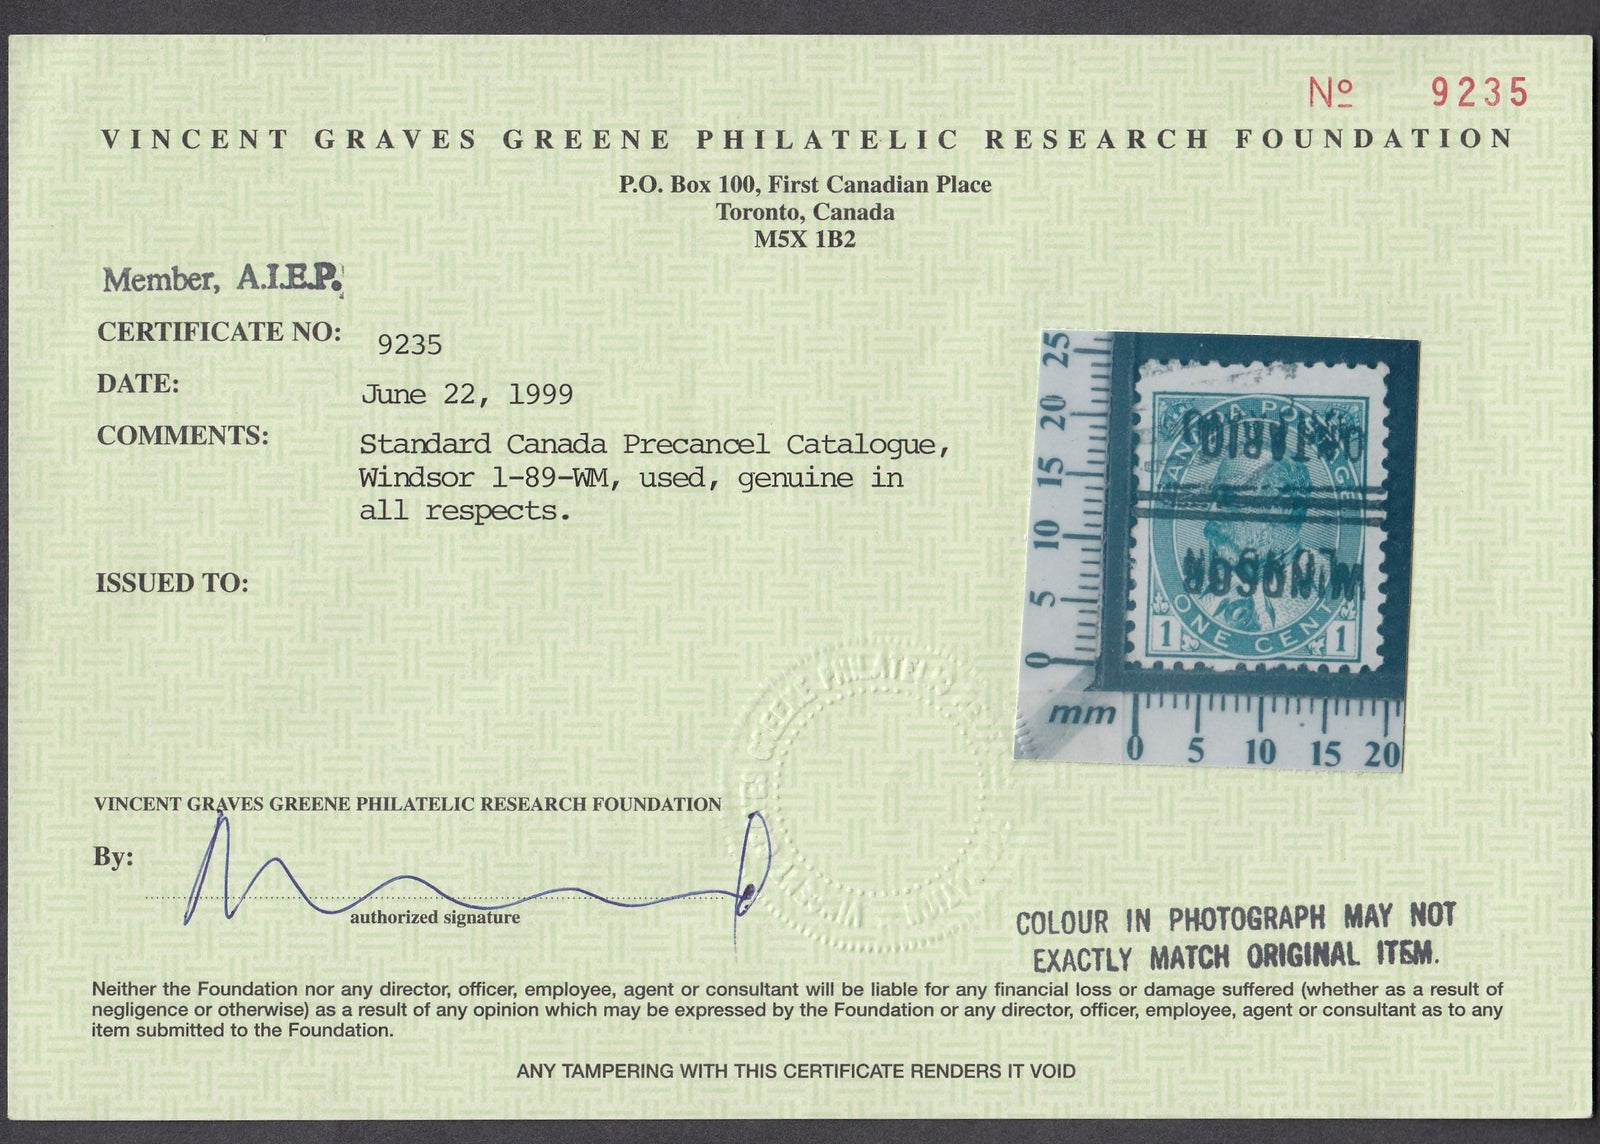 Nº 9235
VINCENT GRAVES GREENE PHILATELIC RESEARCH FOUNDATION
P.O. Box 100, First Canadian Place
Toronto, Canada
M5X 1B2
Member, A.I.E.P.
CERTIFICATE NO: 9235
DATE: June 22, 1999
COMMENTS: Standard Canada Precancel Catalogue,
Windsor 1-89-WM, used, genuine in
all respects.
ISSUED TO:
25
20
15
10
5
0
mm
0 5 10 15 20
CANADA POSTAGE
ONTARIO
WINDSOR
ONE CENT
1 1
GREENE PHILATELIC
VINCENT
VINCENT GRAVES GREENE PHILATELIC RESEARCH FOUNDATION
By:
authorized signature
COLOUR IN PHOTOGRAPH MAY NOT
EXACTLY MATCH ORIGINAL ITEM.
Neither the Foundation nor any director, officer, employee, agent or consultant will be liable for any financial loss or damage suffered (whether as a result of
negligence or otherwise) as a result of any opinion which may be expressed by the Foundation or any director, officer, employee, agent or consultant as to any
item submitted to the Foundation.
ANY TAMPERING WITH THIS CERTIFICATE RENDERS IT VOID